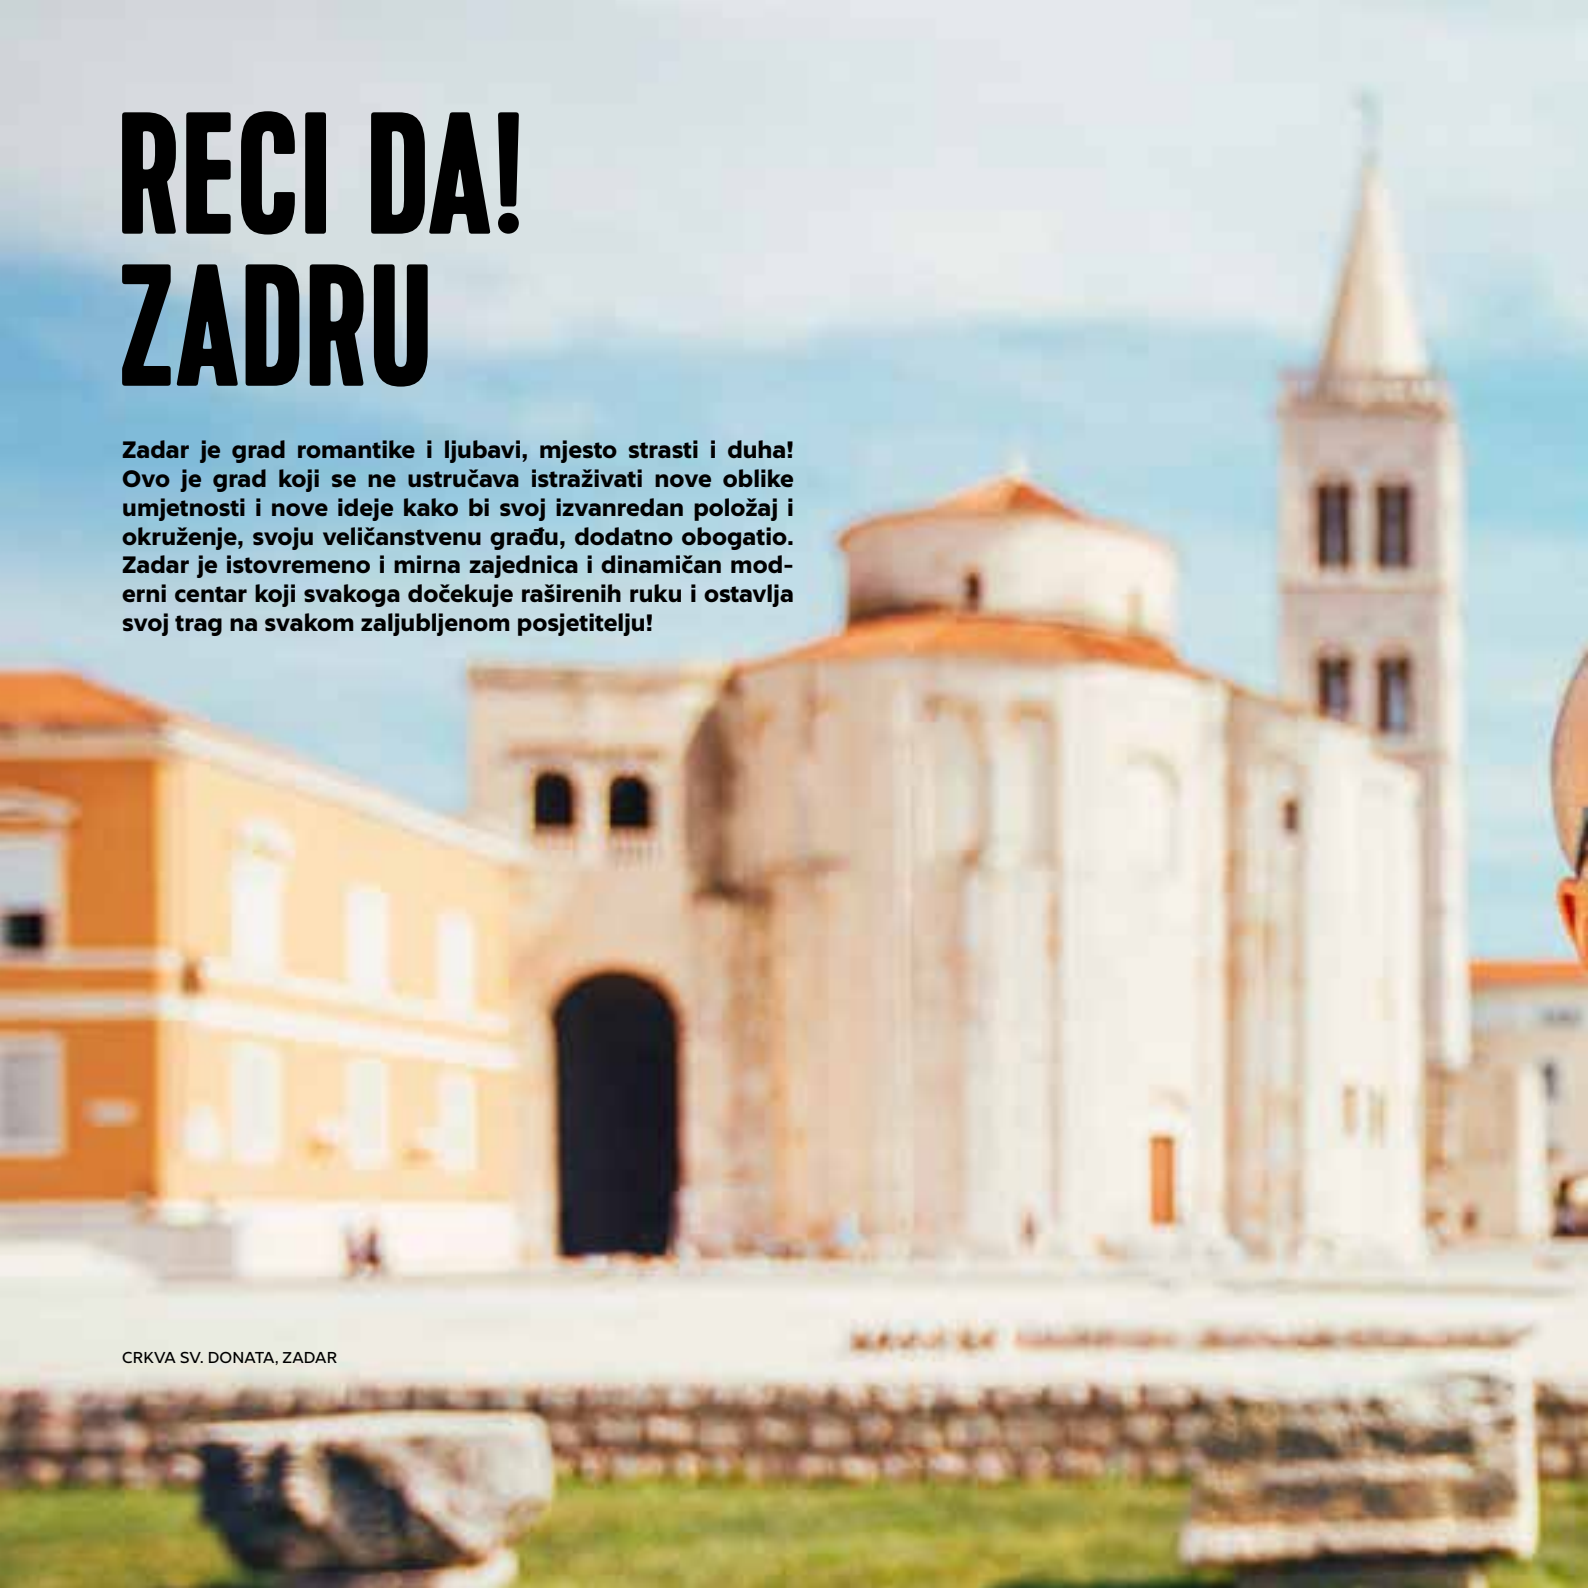 RECI DA!
ZADRU
Zadar je grad romantike i ljubavi, mjesto strasti i duha!
Ovo je grad koji se ne ustručava istraživati nove oblike
umjetnosti i nove ideje kako bi svoj izvanredan položaj i
okruženje, svoju veličanstvenu građu, dodatno obogatio.
Zadar je istovremeno i mirna zajednica i dinamičan mod-
erni centar koji svakoga dočekuje raširenih ruku i ostavlja
svoj trag na svakom zaljubljenom posjetitelju!
CRKVA SV. DONATA, ZADAR